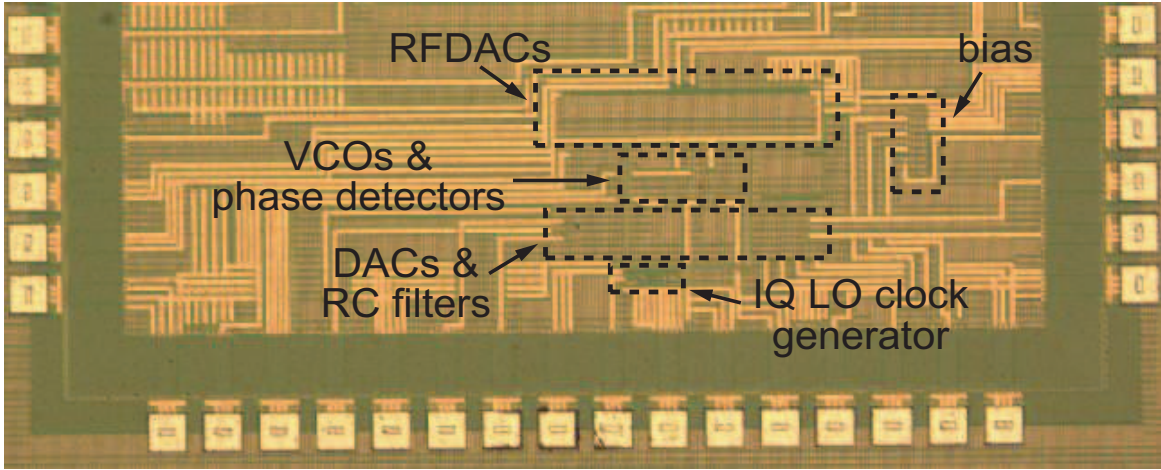 RFDACs
bias
VCOs &
phase detectors
DACs &
RC filters
IQ LO clock
generator